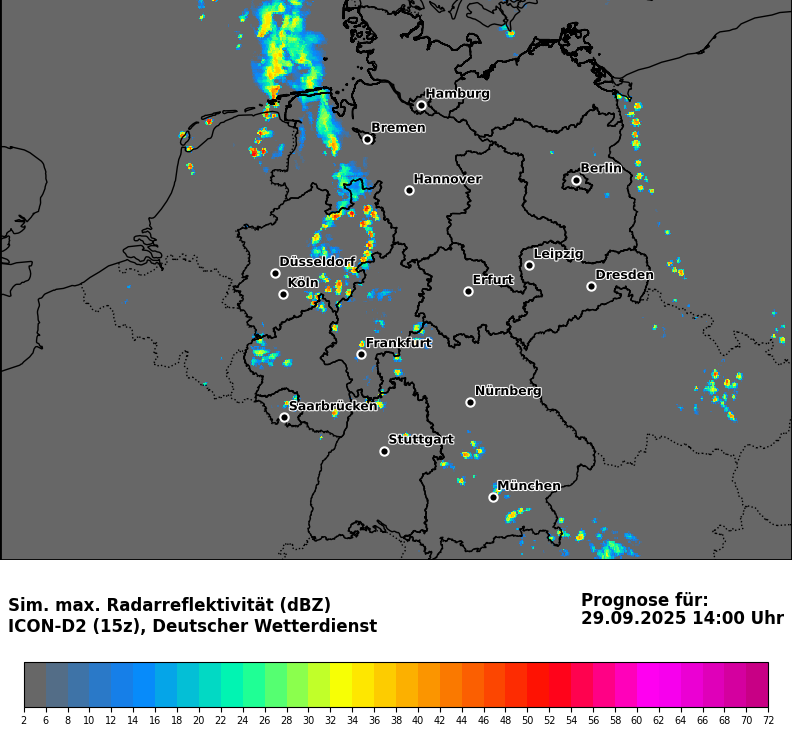 Hamburg
Bremen
Berlin
Hannover
Leipzig
Düsseldorf
Dresden
Erfurt
Köln
Frankfurt
Nürnberg
Saarbrücken
Stuttgart
München
Sim. max. Radarreflektivität (dBZ)
ICON-D2 (15z), Deutscher Wetterdienst
Prognose für:
29.09.2025 14:00 Uhr
2 6 8 10 12 14 16 18 20 22 24 26 28 30 32 34 36 38 40 42 44 46 48 50 52 54 56 58 60 62 64 66 68 70 72